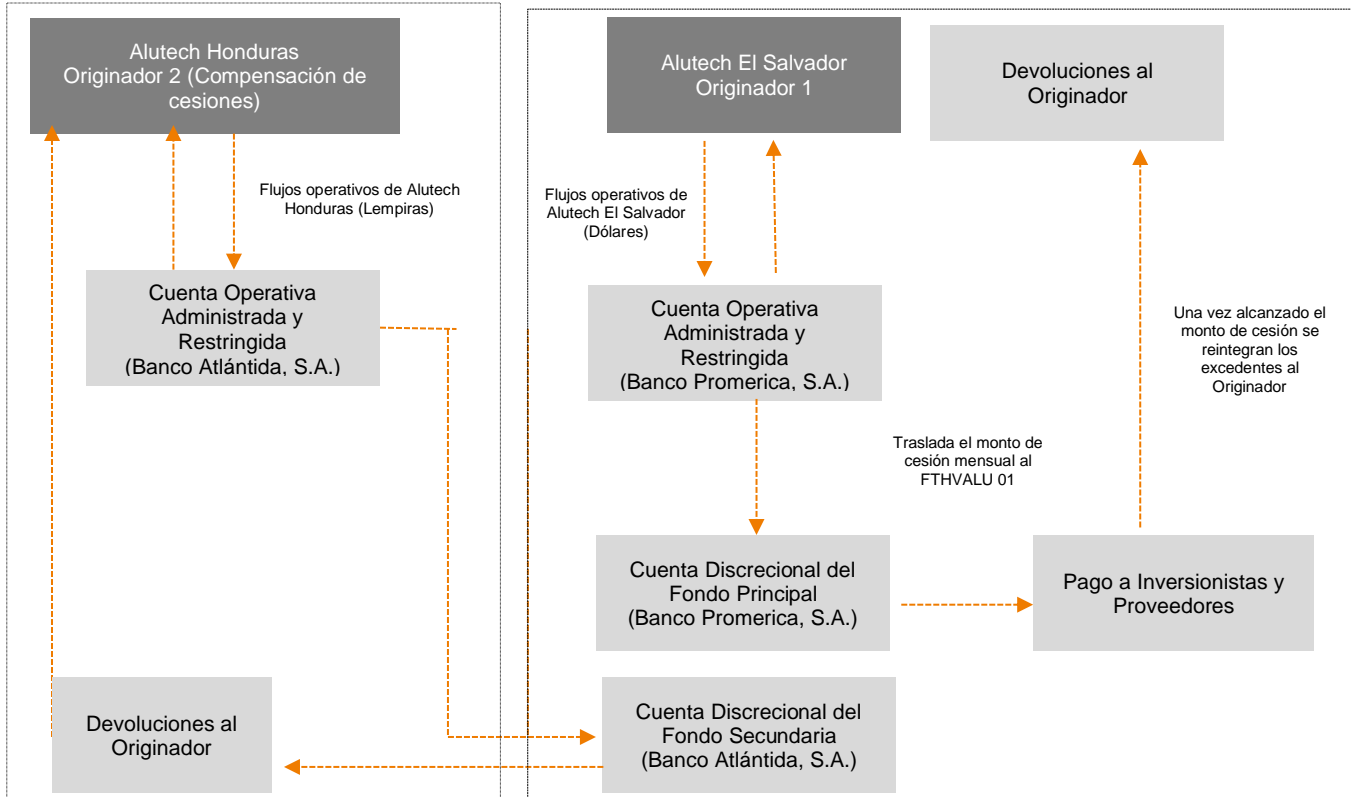 Alutech Honduras
Originador 2 (Compensación de
cesiones)
Flujos operativos de Alutech
Honduras (Lempiras)
Cuenta Operativa
Administrada y
Restringida
(Banco Atlántida, S.A.)
Devoluciones al
Originador
Alutech El Salvador
Originador 1
Flujos operativos de
Alutech El Salvador
(Dólares)
Cuenta Operativa
Administrada y
Restringida
(Banco Promerica, S.A.)
Traslada el monto de
cesión mensual al
FTHVALU 01
Cuenta Discrecional del
Fondo Principal
(Banco Promerica, S.A.)
Cuenta Discrecional del
Fondo Secundaria
(Banco Atlántida, S.A.)
Devoluciones al
Originador
Una vez alcanzado el
monto de cesión se
reintegran los
excedentes al
Originador
Pago a Inversionistas y
Proveedores